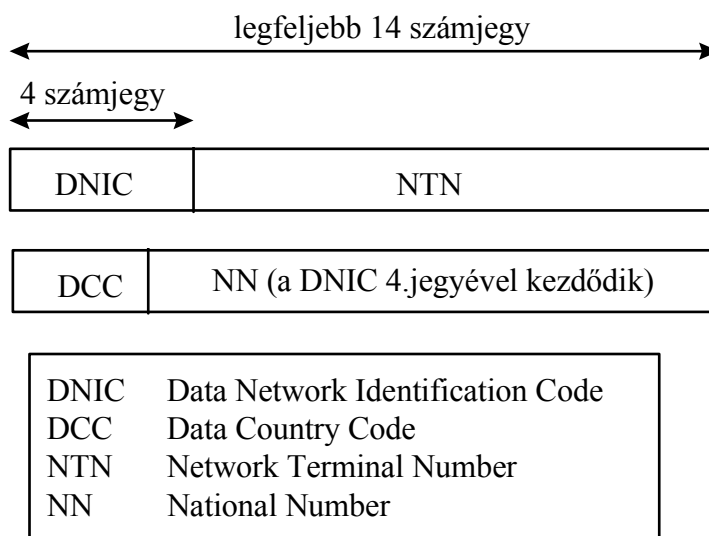 legfeljebb 14 számjegy
4 számjegy
DNIC NTN
DCC NN (a DNIC 4.jegyével kezdődik)
DNIC Data Network Identification Code
DCC Data Country Code
NTN Network Terminal Number
NN National Number